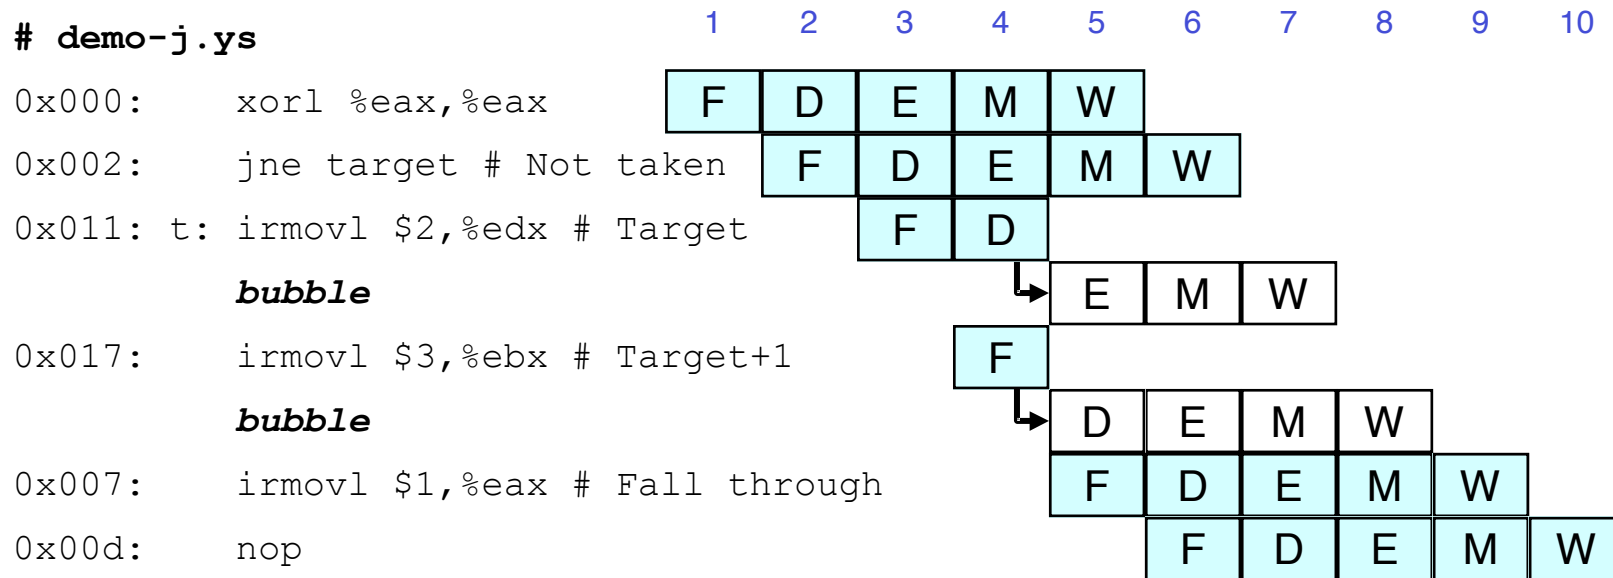 1 2 3 4 5 6 7 8 9 10
# demo-j.ys
0x000: xorl %eax,%eax F D E M W
0x002: jne target # Not taken F D E M W
0x011: t: irmovl $2,%edx # Target F D
bubble E M W
0x017: irmovl $3,%ebx # Target+1 F
bubble D E M W
0x007: irmovl $1,%eax # Fall through F D E M W
0x00d: nop F D E M W